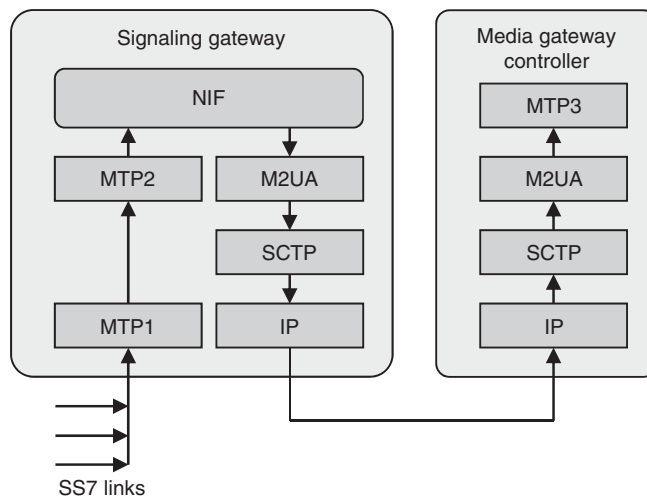 Signaling gateway
NIF
MTP2
M2UA
SCTP
MTP1
IP
SS7 links
Media gateway
controller
MTP3
M2UA
SCTP
IP